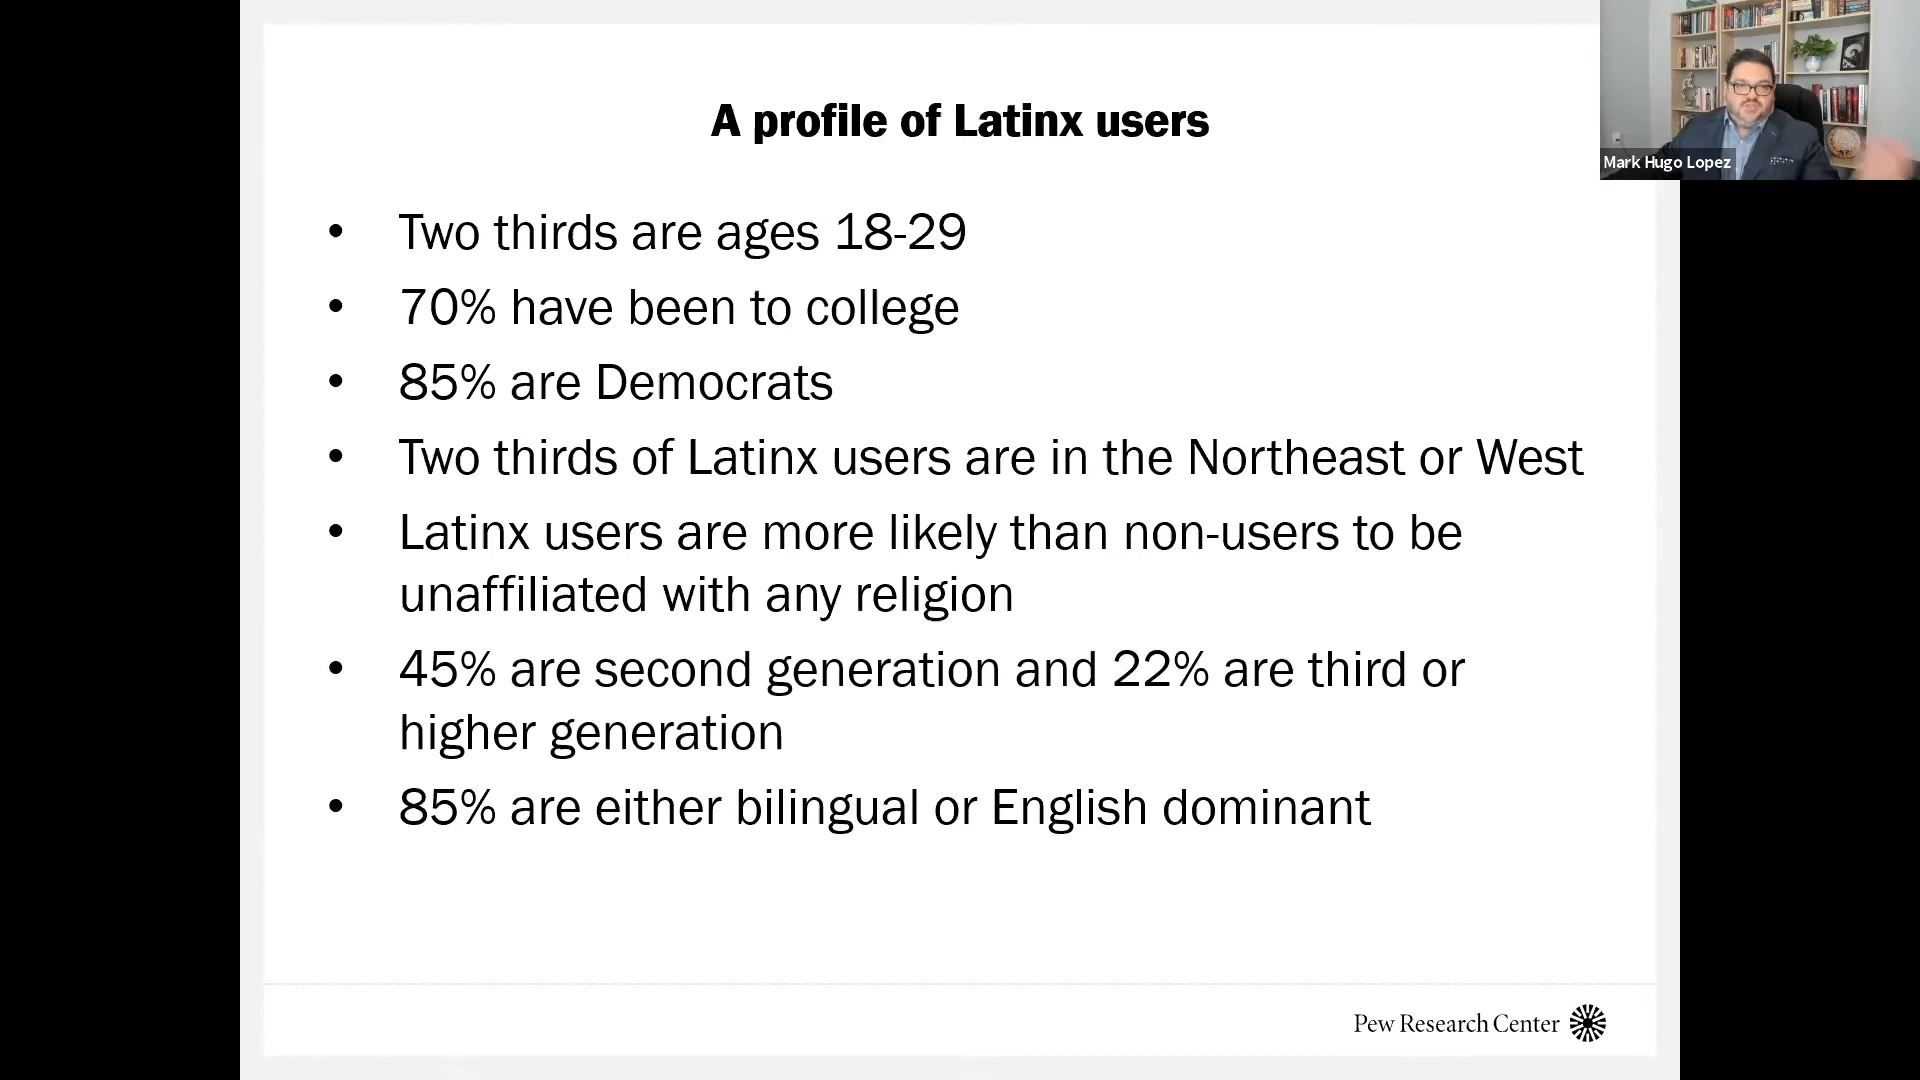 A profile of Latinx users
Mark Hugo Lopez
• Two thirds are ages 18-29
• 70% have been to college
• 85% are Democrats
• Two thirds of Latinx users are in the Northeast or West
• Latinx users are more likely than non-users to be
unaffiliated with any religion
• 45% are second generation and 22% are third or
higher generation
• 85% are either bilingual or English dominant
Pew Research Center